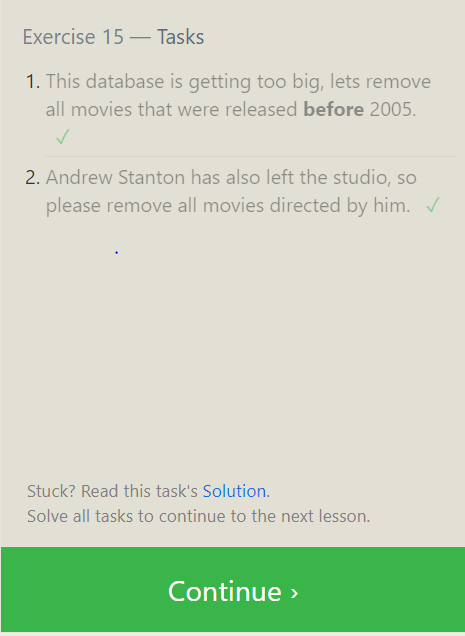 Exercise 15 — Tasks
1. This database is getting too big, lets remove
all movies that were released before 2005.
✓
2. Andrew Stanton has also left the studio, so
please remove all movies directed by him. ✓
Stuck? Read this task's Solution.
Solve all tasks to continue to the next lesson.
Continue ›